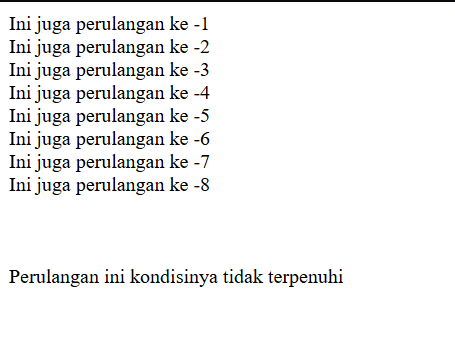 Ini juga perulangan ke -1
Ini juga perulangan ke -2
Ini juga perulangan ke -3
Ini juga perulangan ke -4
Ini juga perulangan ke -5
Ini juga perulangan ke -6
Ini juga perulangan ke -7
Ini juga perulangan ke -8
Perulangan ini kondisinya tidak terpenuhi